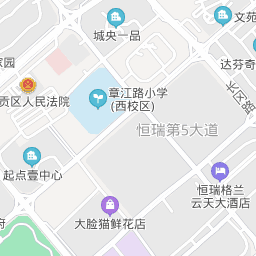 城央一品
文苑
达芬奇
家园
贡区人民法院
章江路小学
(西校区)
长冈路
恒瑞第5大道
起点壹中心
恒瑞格兰
云天大酒店
大脸猫鲜花店
府